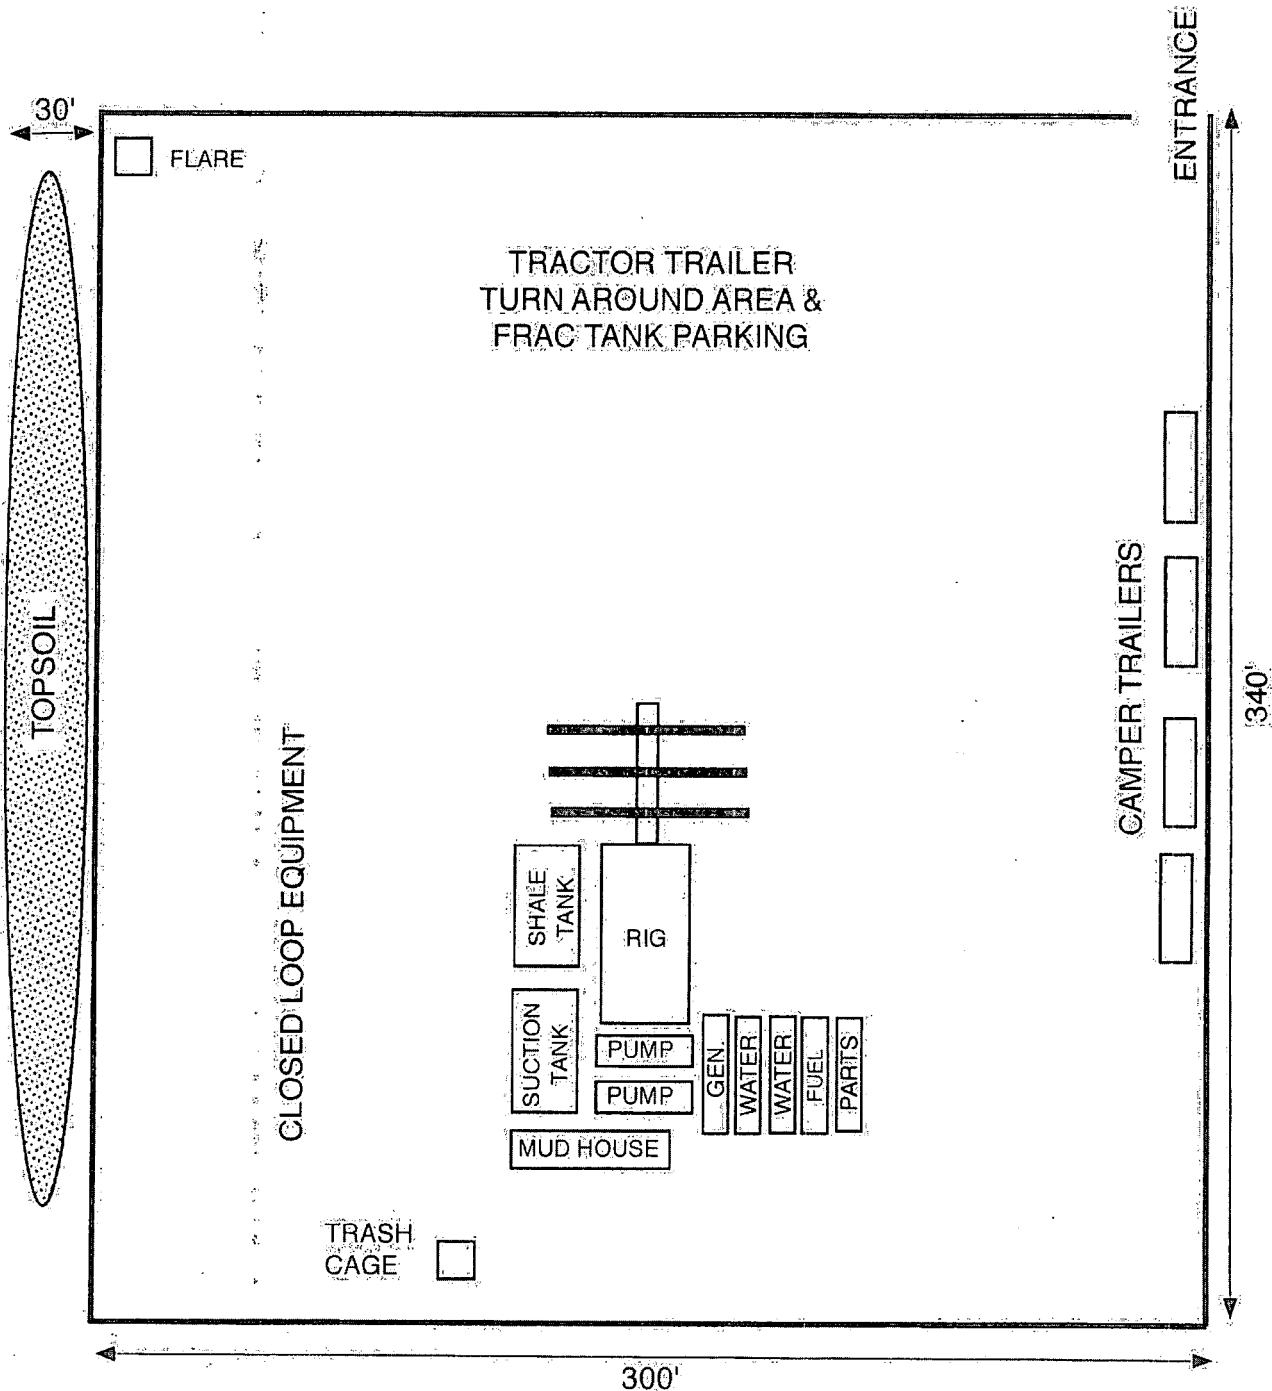 ENTRANCE
30'
FLARE
TRACTOR TRAILER
TURN AROUND AREA &
FRAC TANK PARKING
TOPSOIL
CAMPER TRAILERS
340'
CLOSED LOOP EQUIPMENT
SHALE
TANK
RIG
SUCTION
TANK
PUMP
PUMP
GEN.
WATER
WATER
FUEL
PARTS
MUD HOUSE
TRASH
CAGE
300'